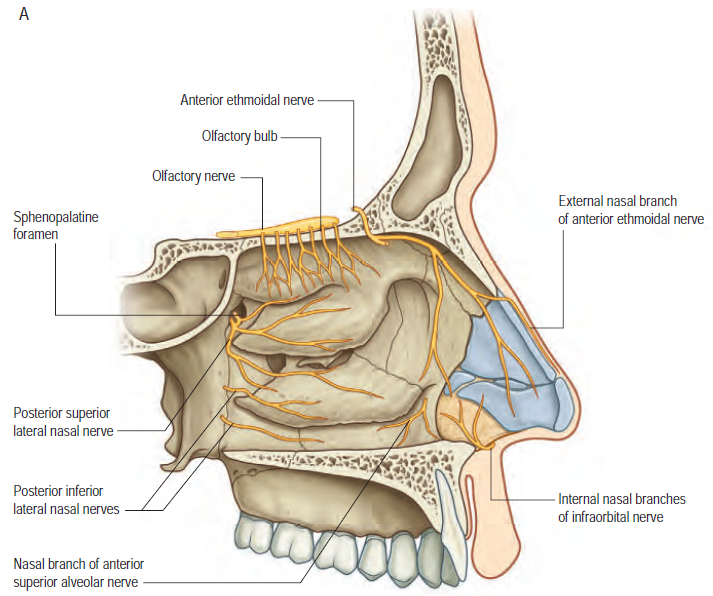 A
Anterior ethmoidal nerve
Olfactory bulb
Olfactory nerve
External nasal branch
of anterior ethmoidal nerve
Sphenopalatine
foramen
Posterior superior
lateral nasal nerve
Posterior inferior
lateral nasal nerves
Internal nasal branches
of infraorbital nerve
Nasal branch of anterior
superior alveolar nerve